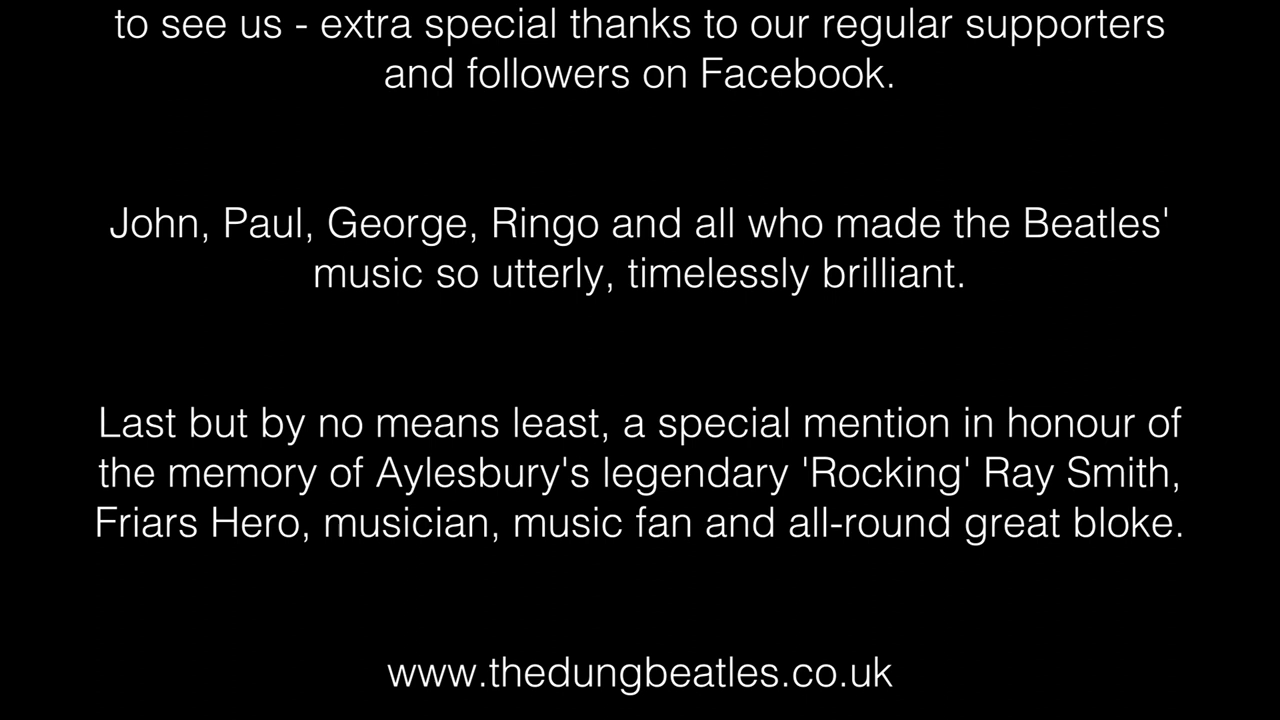 to see us - extra special thanks to our regular supporters
and followers on Facebook.
John, Paul, George, Ringo and all who made the Beatles'
music so utterly, timelessly brilliant.
Last but by no means least, a special mention in honour of
the memory of Aylesbury's legendary 'Rocking' Ray Smith,
Friars Hero, musician, music fan and all-round great bloke.
www.thedungbeatles.co.uk